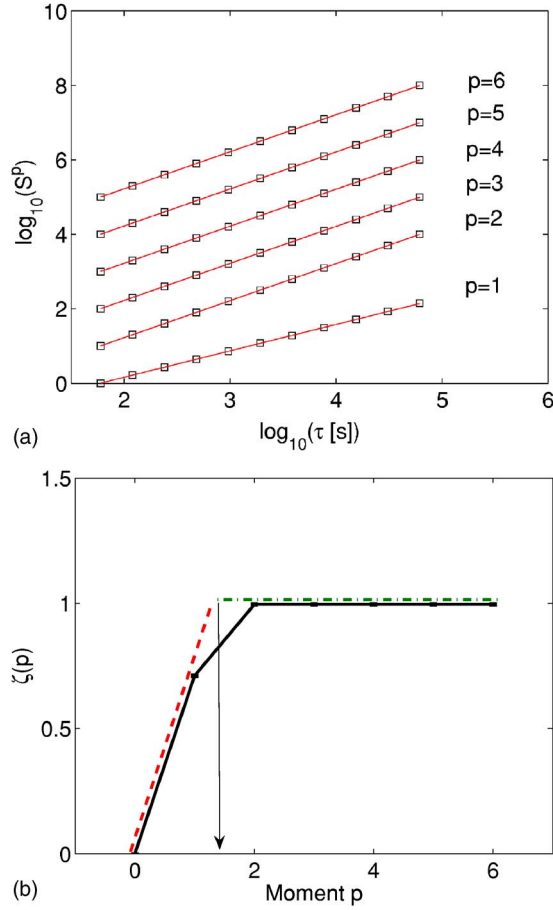 10
8
6
4
2
0
log10(S^p)
p=6
p=5
p=4
p=3
p=2
p=1
2 3 4 5 6
log10(τ [s])
(a)
1.5
1
0.5
0
ζ(p)
0 2 4 6
Moment p
(b)